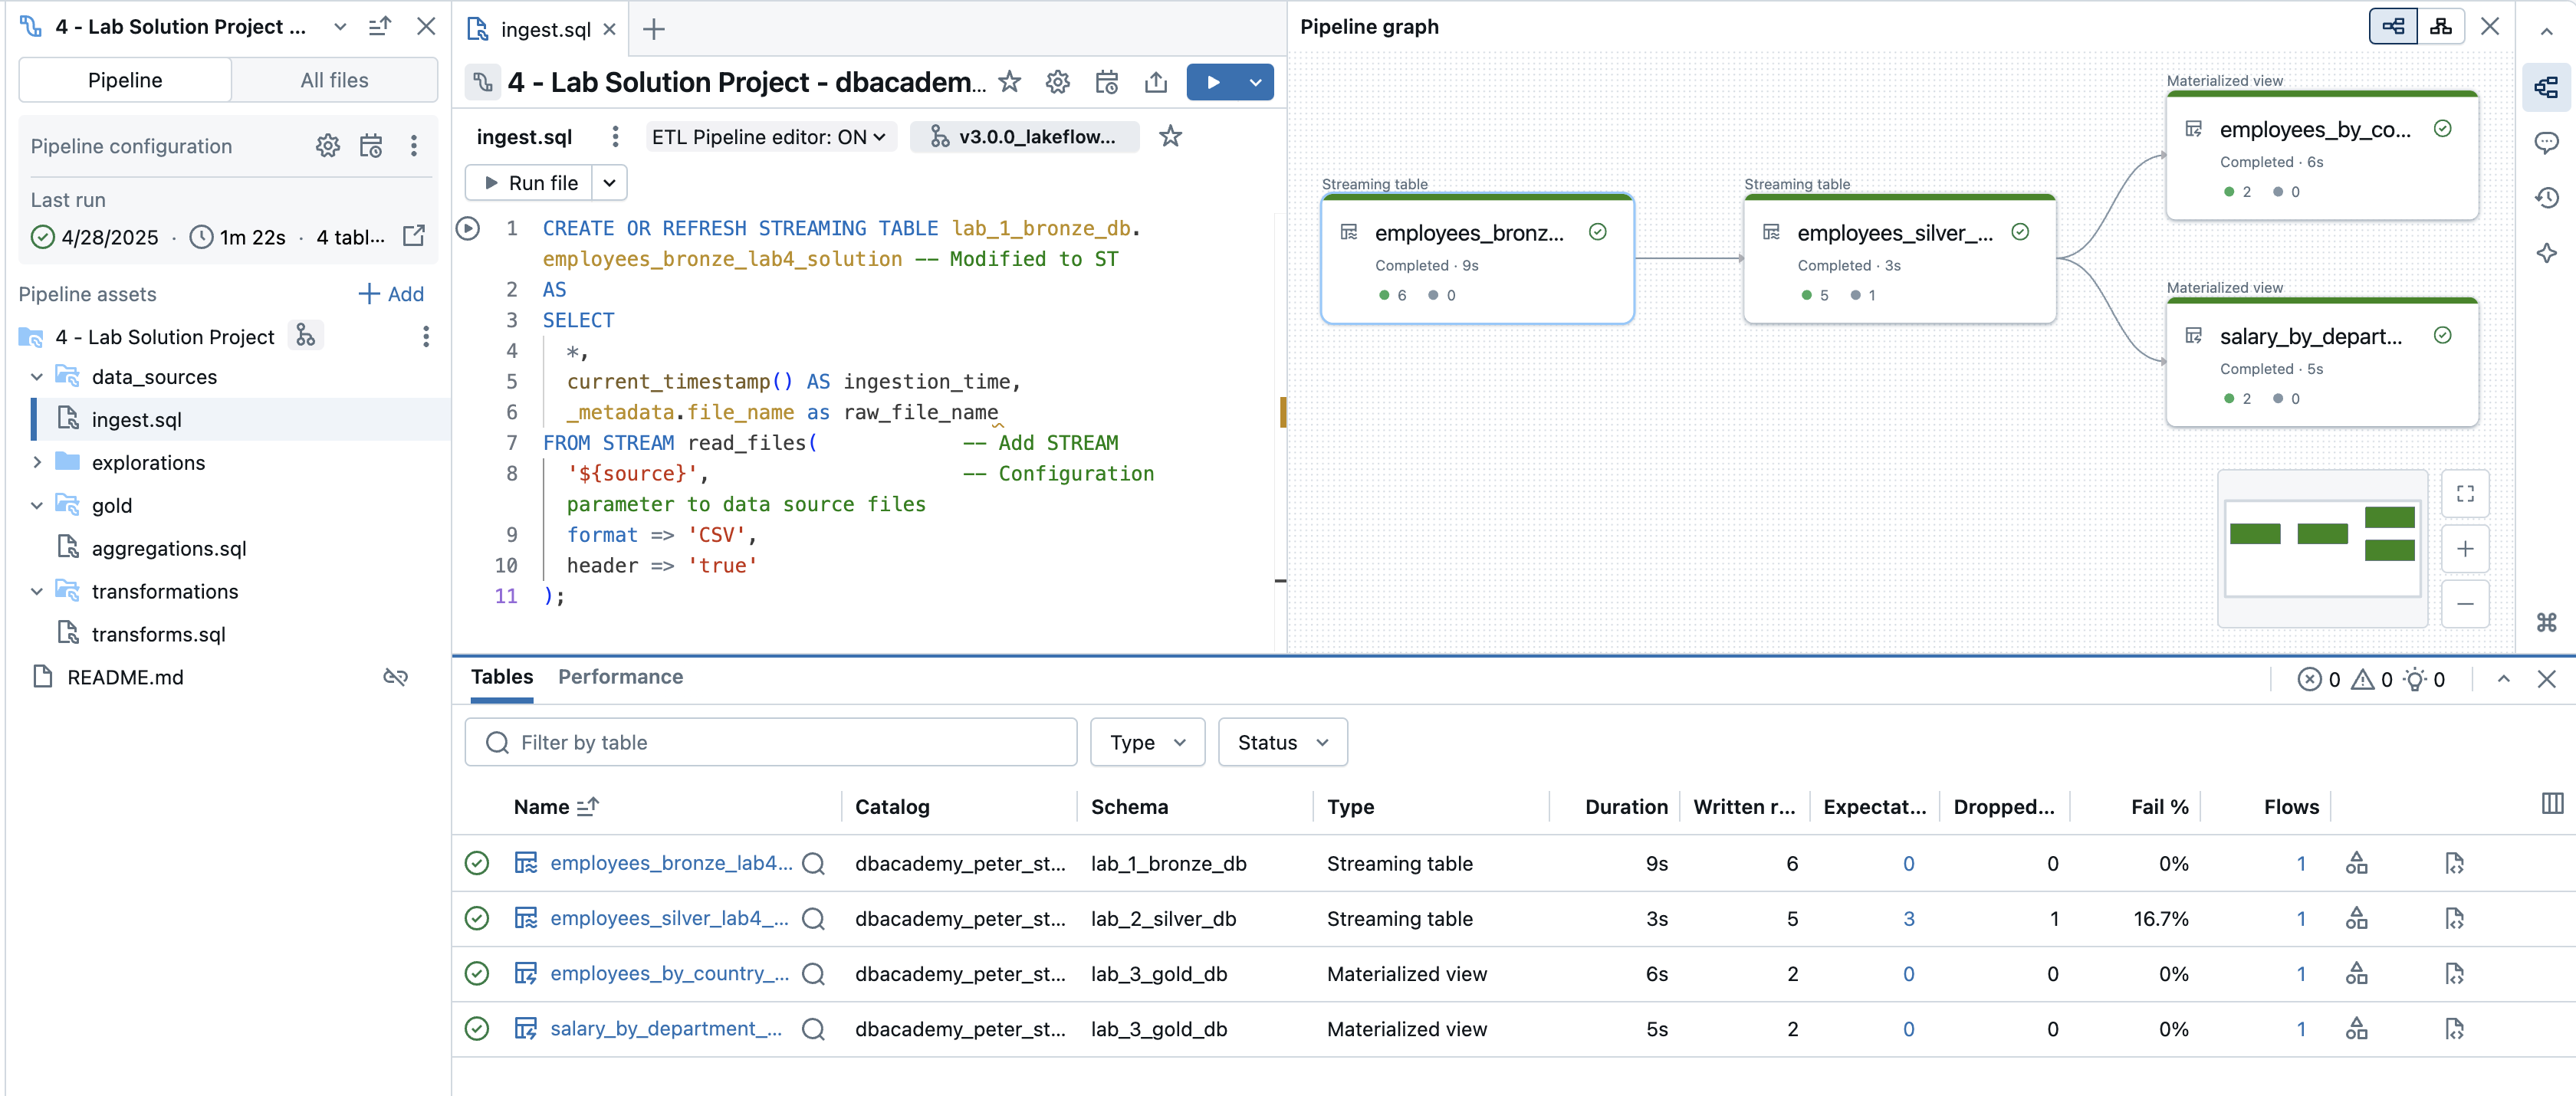 4 - Lab Solution Project ...
Pipeline
All files
Pipeline configuration
Last run
4/28/2025 · 1m 22s · 4 tabl...
Pipeline assets
Add
4 - Lab Solution Project
data_sources
ingest.sql
explorations
gold
aggregations.sql
transformations
transforms.sql
README.md
ingest.sql
4 - Lab Solution Project - dbacadem...
ingest.sql
ETL Pipeline editor: ON
v3.0.0_lakeflow...
Run file
1 CREATE OR REFRESH STREAMING TABLE lab_1_bronze_db.
employees_bronze_lab4_solution -- Modified to ST
2 AS
3 SELECT
4 *,
5 current_timestamp() AS ingestion_time,
6 _metadata.file_name as raw_file_name
7 FROM STREAM read_files( -- Add STREAM
8 '${source}', -- Configuration
parameter to data source files
9 format => 'CSV',
10 header => 'true'
11 );
Pipeline graph
Streaming table
employees_bronz...
Completed · 9s
6 0
Streaming table
employees_silver_...
Completed · 3s
5 1
Materialized view
employees_by_co...
Completed · 6s
2 0
Materialized view
salary_by_depart...
Completed · 5s
2 0
Tables
Performance
0 0 0
Filter by table
Type
Status
Name Catalog Schema Type Duration Written r... Expectat... Dropped... Fail % Flows
employees_bronze_lab4... dbacademy_peter_st... lab_1_bronze_db Streaming table 9s 6 0 0 0% 1
employees_silver_lab4_... dbacademy_peter_st... lab_2_silver_db Streaming table 3s 5 3 1 16.7% 1
employees_by_country_... dbacademy_peter_st... lab_3_gold_db Materialized view 6s 2 0 0 0% 1
salary_by_department_... dbacademy_peter_st... lab_3_gold_db Materialized view 5s 2 0 0 0% 1